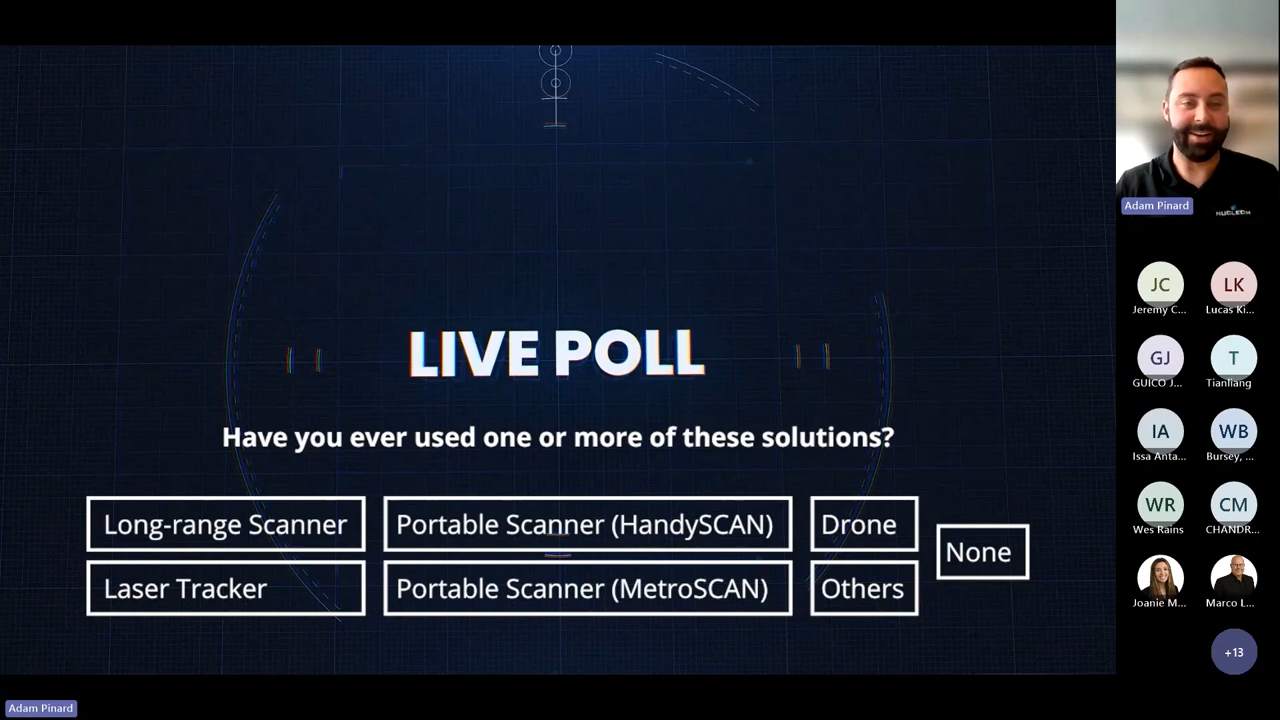 LIVE POLL
Have you ever used one or more of these solutions?
Long-range Scanner
Portable Scanner (HandySCAN)
Drone
None
Laser Tracker
Portable Scanner (MetroSCAN)
Others
Adam Pinard
NUCLEOM
JC
Jeremy C...
LK
Lucas Ki...
GJ
GUICO J...
T
Tianliang
IA
Issa Anta...
WB
Bursey, ...
WR
Wes Rains
CM
CHANDR...
Joanie M...
Marco L...
+13
Adam Pinard